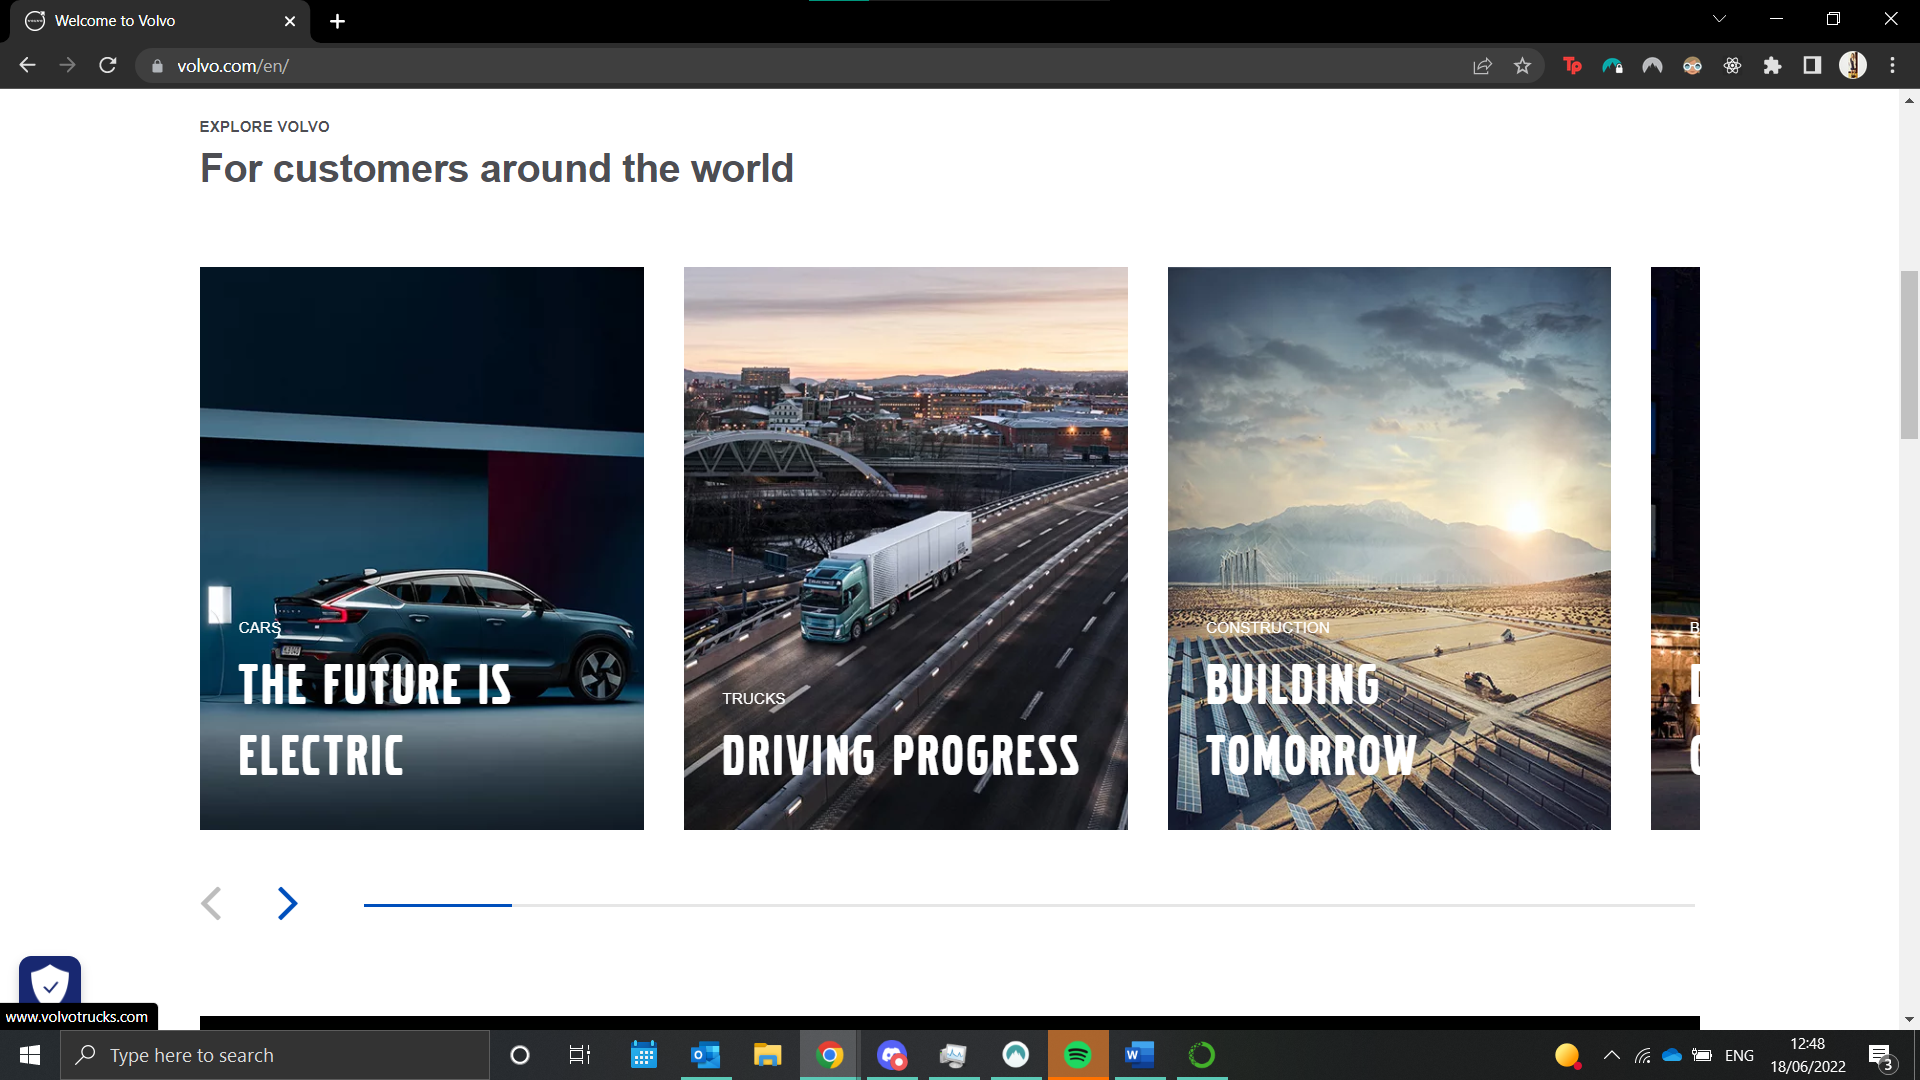 Welcome to Volvo
volvo.com/en/
EXPLORE VOLVO
For customers around the world
CARS
THE FUTURE IS
ELECTRIC
TRUCKS
DRIVING PROGRESS
CONSTRUCTION
BUILDING
TOMORROW
B
www.volvotrucks.com
Type here to search
ENG
12:48
18/06/2022
3